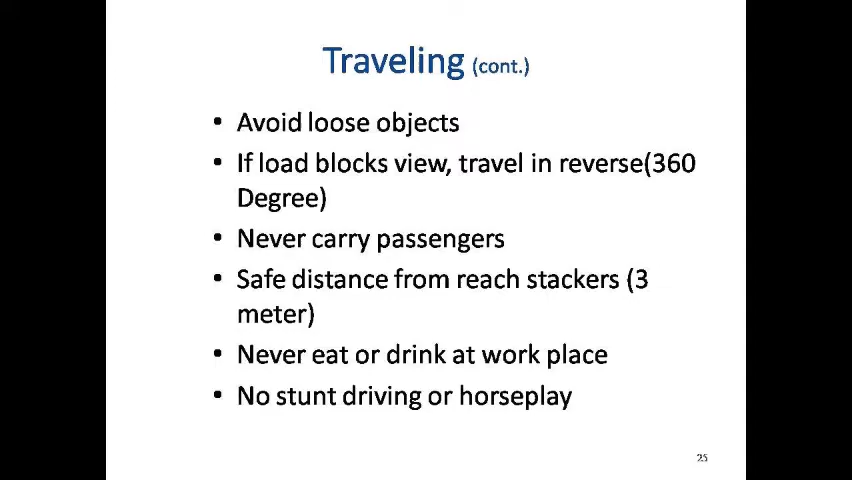 Traveling (cont.)
• Avoid loose objects
• If load blocks view, travel in reverse(360
Degree)
• Never carry passengers
• Safe distance from reach stackers (3
meter)
• Never eat or drink at work place
• No stunt driving or horseplay
25